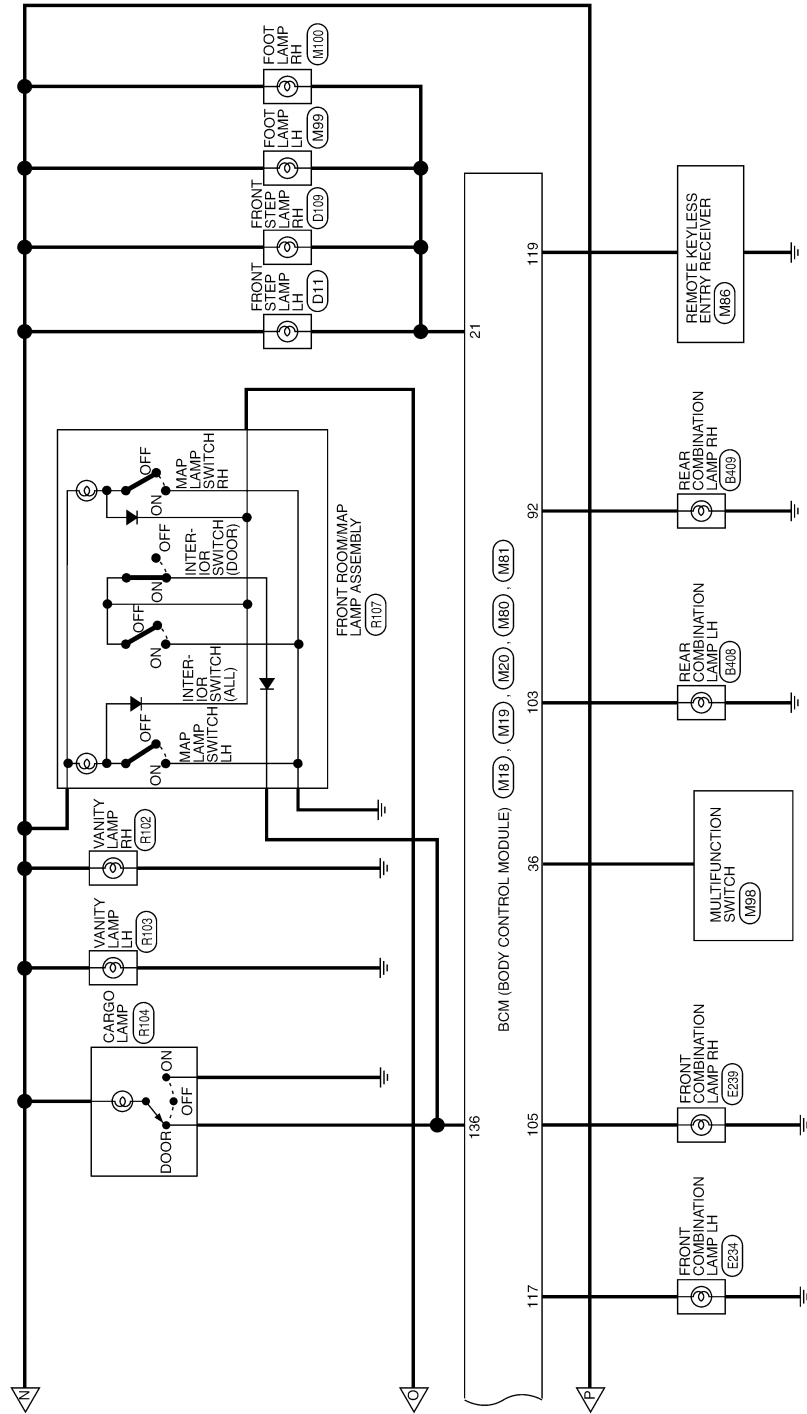 N
CARGO
LAMP
R104
DOOR
OFF
ON
VANITY
LAMP
LH
R103
VANITY
LAMP
RH
R102
MAP
LAMP
SWITCH
LH
ON
OFF
INTER-
IOR
SWITCH
(ALL)
ON
OFF
INTER-
IOR
SWITCH
(DOOR)
ON
OFF
MAP
LAMP
SWITCH
RH
ON
OFF
FRONT ROOM/MAP
LAMP ASSEMBLY
R107
FRONT
STEP
LAMP
LH
D11
FRONT
STEP
LAMP
RH
D109
FOOT
LAMP
LH
M99
FOOT
LAMP
RH
M100
O
136
21
BCM (BODY CONTROL MODULE) M18 , M19 , M20 , M80 , M81
117
105
36
103
92
119
P
FRONT
COMBINATION
LAMP LH
E234
FRONT
COMBINATION
LAMP RH
E239
MULTIFUNCTION
SWITCH
M98
REAR
COMBINATION
LAMP LH
B408
REAR
COMBINATION
LAMP RH
B409
REMOTE KEYLESS
ENTRY RECEIVER
M86